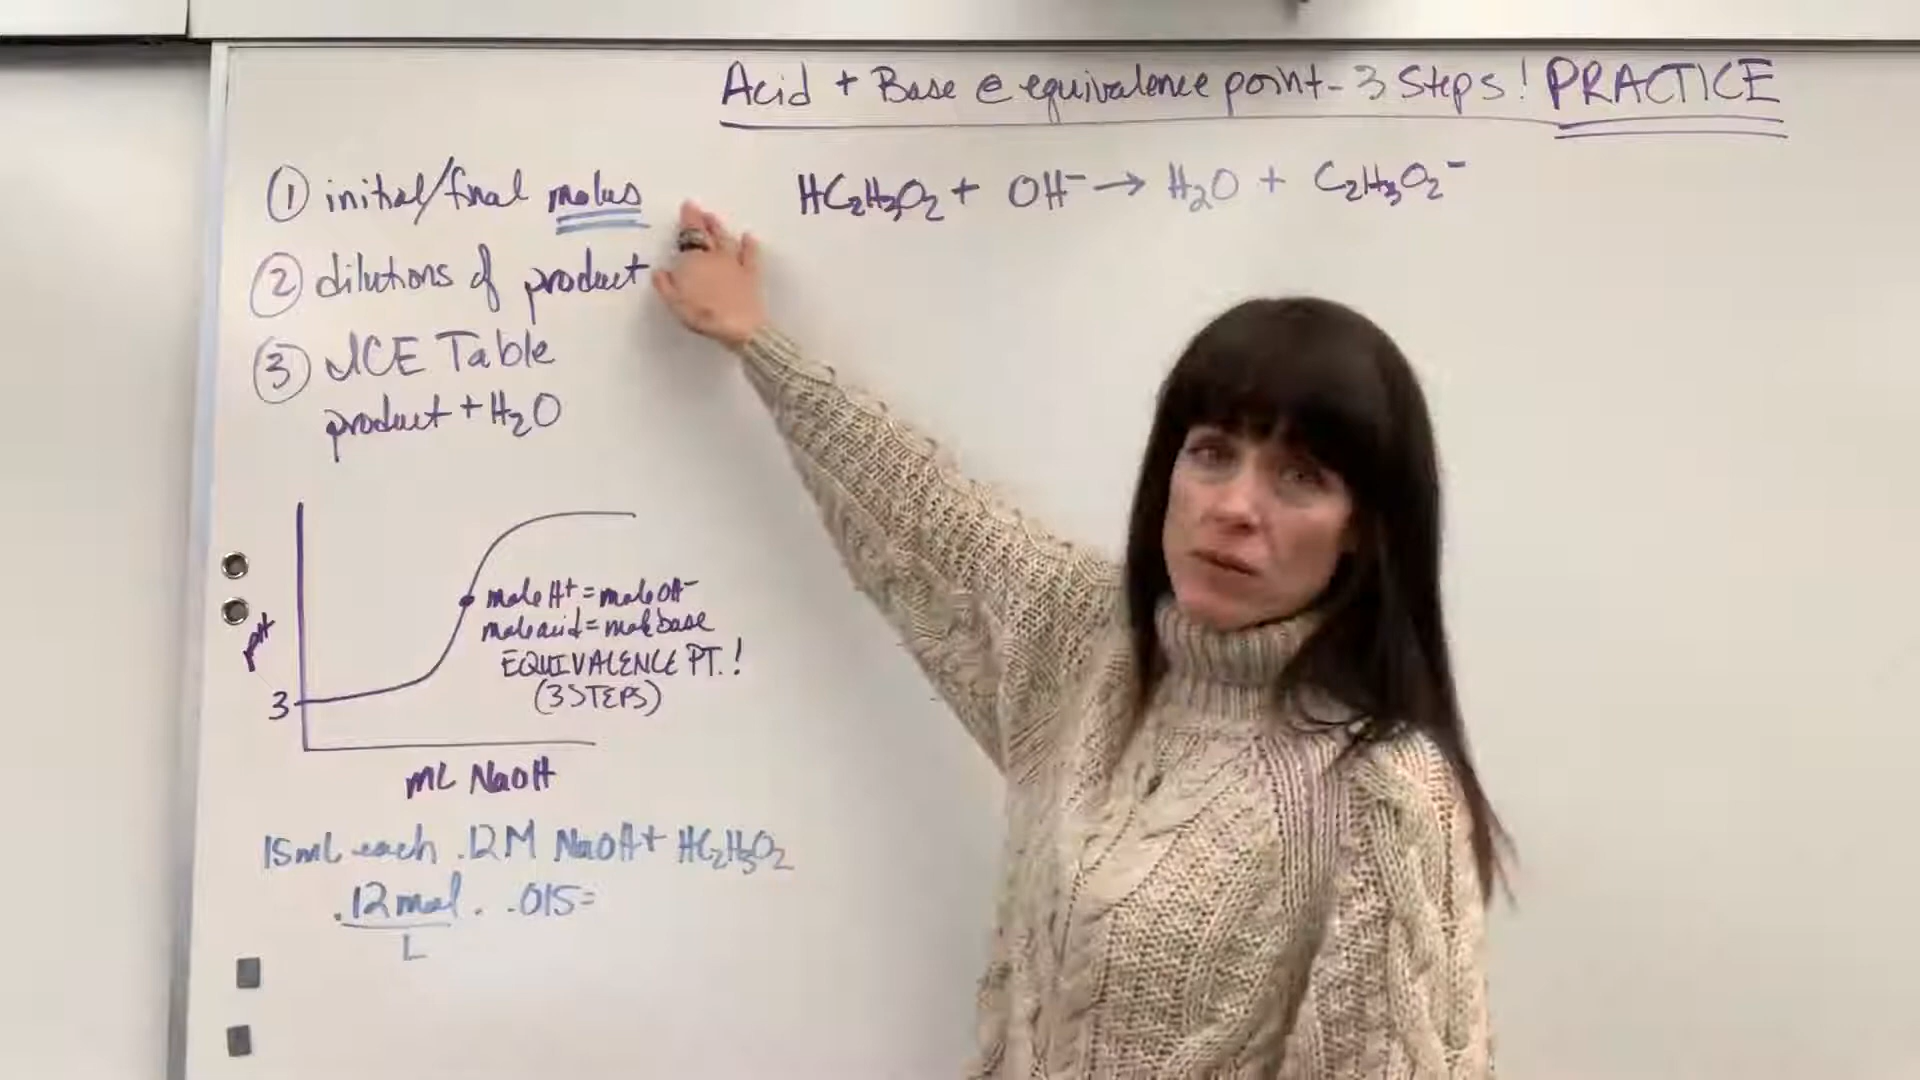 Acid + Base @ equivalence point - 3 Steps! PRACTICE
① initial/final moles
② dilutions of product
③ ICE Table
product + H₂O
HC₂H₃O₂ + OH⁻ → H₂O + C₂H₃O₂⁻
pH
3
mole H⁺ = mole OH⁻
mole acid = mole base
EQUIVALENCE PT.!
(3 STEPS)
mL NaOH
15mL each .12M NaOH + HC₂H₃O₂
.12 mol . .015 =
L